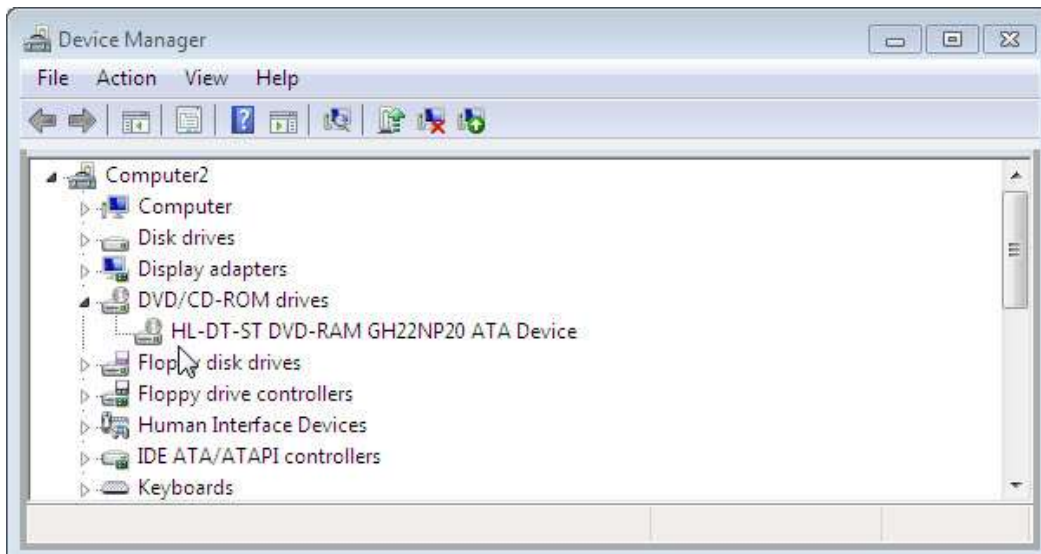 Device Manager
File Action View Help
Computer2
Computer
Disk drives
Display adapters
DVD/CD-ROM drives
HL-DT-ST DVD-RAM GH22NP20 ATA Device
Floppy disk drives
Floppy drive controllers
Human Interface Devices
IDE ATA/ATAPI controllers
Keyboards